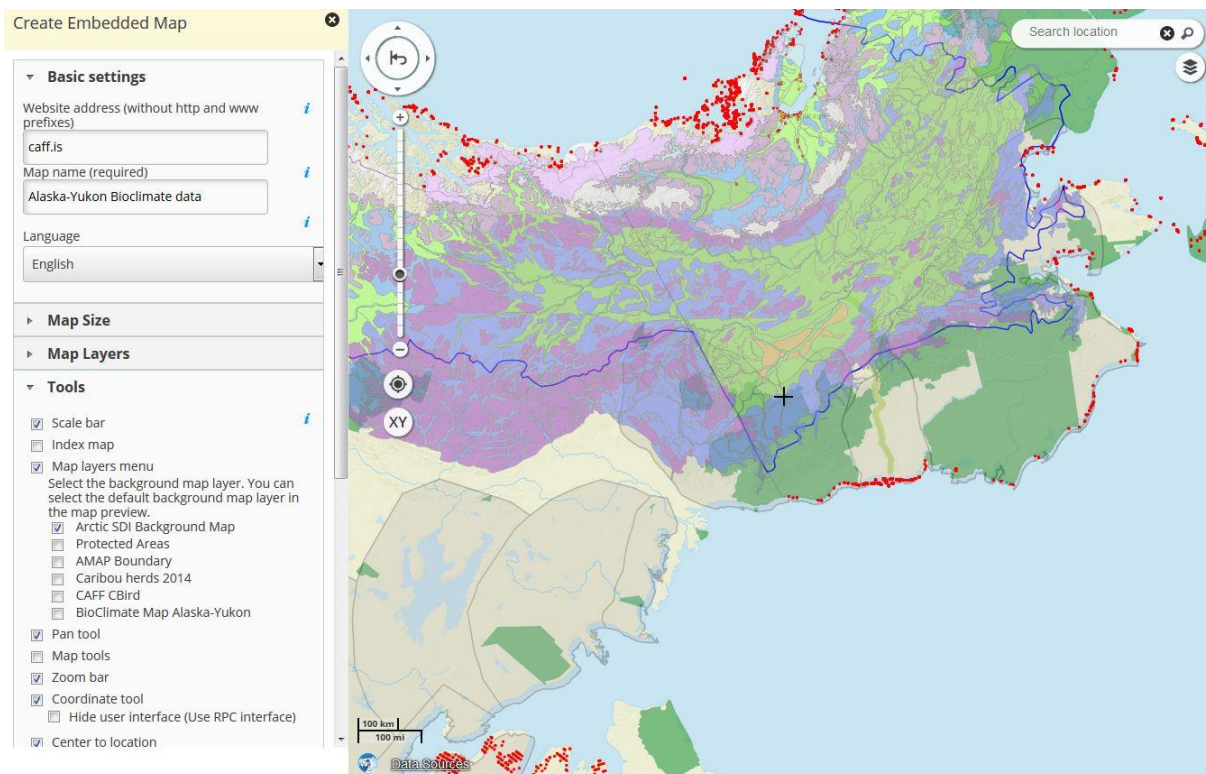 Create Embedded Map
Basic settings
Website address (without http and www
prefixes)
caff.is
Map name (required)
Alaska-Yukon Bioclimate data
Language
English
Map Size
Map Layers
Tools
Scale bar
Index map
Map layers menu
Select the background map layer. You can
select the default background map layer in
the map preview.
Arctic SDI Background Map
Protected Areas
AMAP Boundary
Caribou herds 2014
CAFF CBird
BioClimate Map Alaska-Yukon
Pan tool
Map tools
Zoom bar
Coordinate tool
Hide user interface (Use RPC interface)
Center to location
Search location
XY
100 km
100 mi
Data Sources